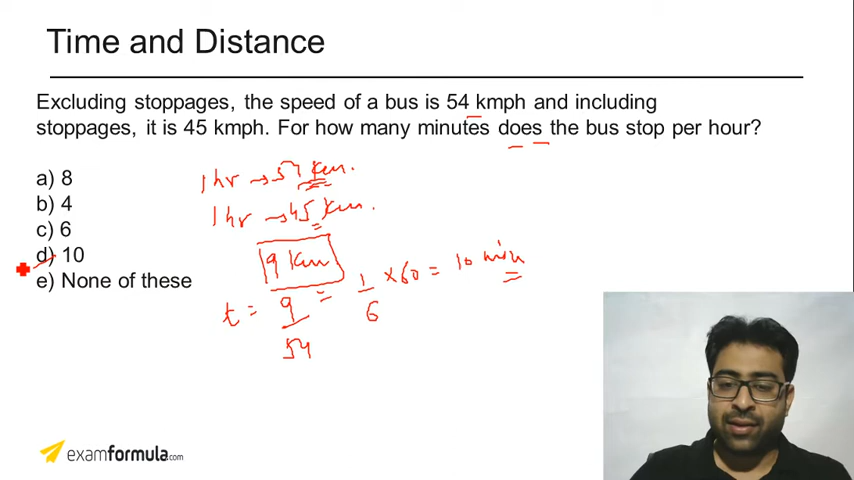 Time and Distance
Excluding stoppages, the speed of a bus is 54 kmph and including
stoppages, it is 45 kmph. For how many minutes does the bus stop per hour?
a) 8
b) 4
c) 6
d) 10
e) None of these
1 hr → 54 km.
1 hr → 45 km.
9 km
t = 9/54 = 1/6 × 60 = 10 min
examformula.com